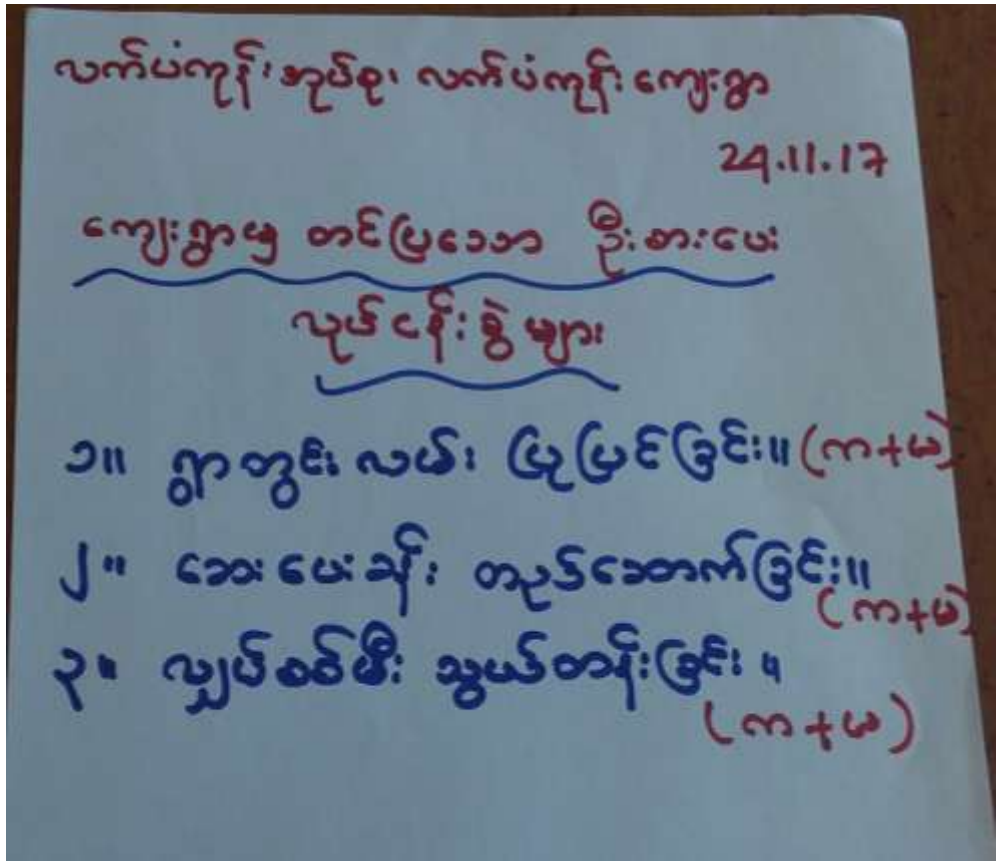 လက်ပံကုန်းအုပ်စု၊ လက်ပံကုန်းကျေးရွာ
24.11.17
ကျေးရွာမှ တင်ပြသော ဦးစားပေး
လုပ်ငန်းစွဲများ
၁။ ရွာတွင်းလမ်း ပြုပြင်ခြင်း။ (က+မ)
၂။ ဆေးပေးခန်း တည်ဆောက်ခြင်း။
(က+မ)
၃။ လျှပ်စစ်မီး သွယ်တန်းခြင်း။
(က+မ)